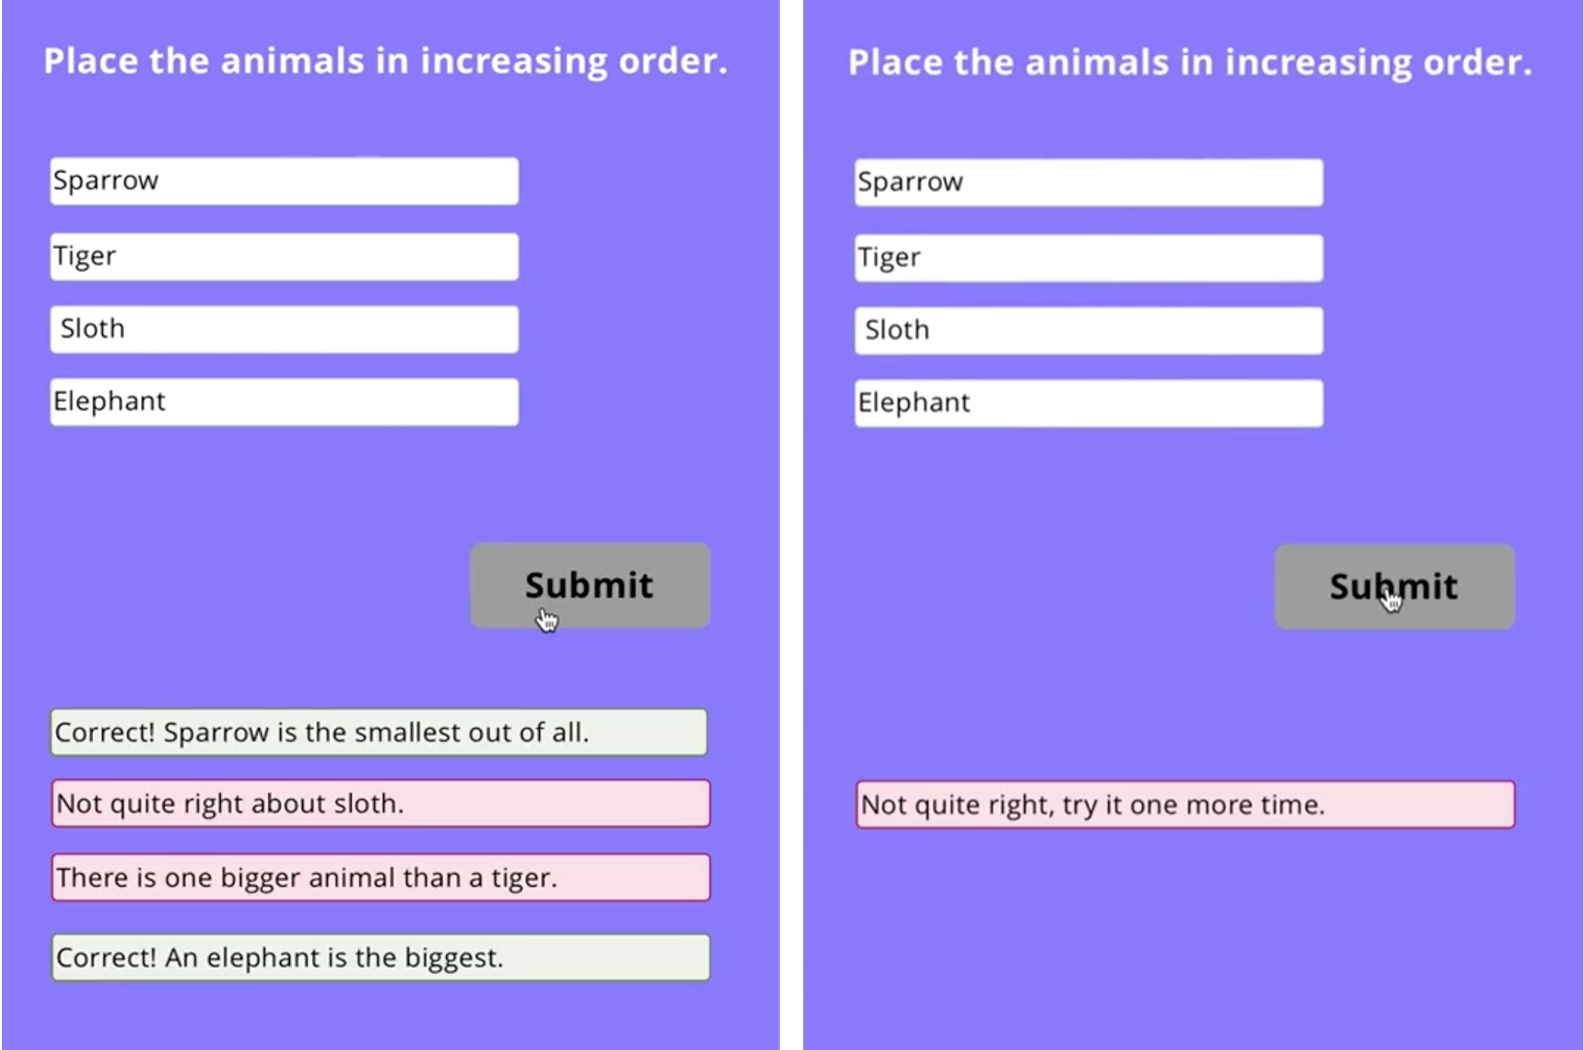 Place the animals in increasing order.
Sparrow
Tiger
Sloth
Elephant
Submit
Correct! Sparrow is the smallest out of all.
Not quite right about sloth.
There is one bigger animal than a tiger.
Correct! An elephant is the biggest.
Place the animals in increasing order.
Sparrow
Tiger
Sloth
Elephant
Submit
Not quite right, try it one more time.